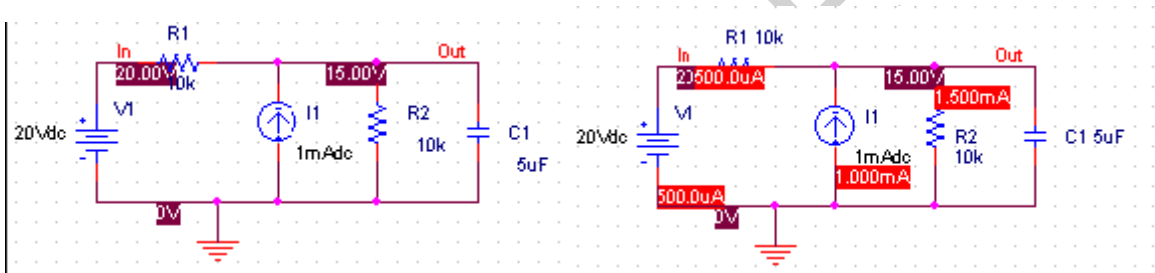 R1
In
Out
20.00V
10k
15.00V
V1
20Vdc
I1
1mAdc
R2
10k
C1
5uF
0V
R1 10k
In
Out
500.0uA
15.00V
1.500mA
V1
20Vdc
I1
1mAdc
1.000mA
R2
10k
C1 5uF
500.0uA
0V